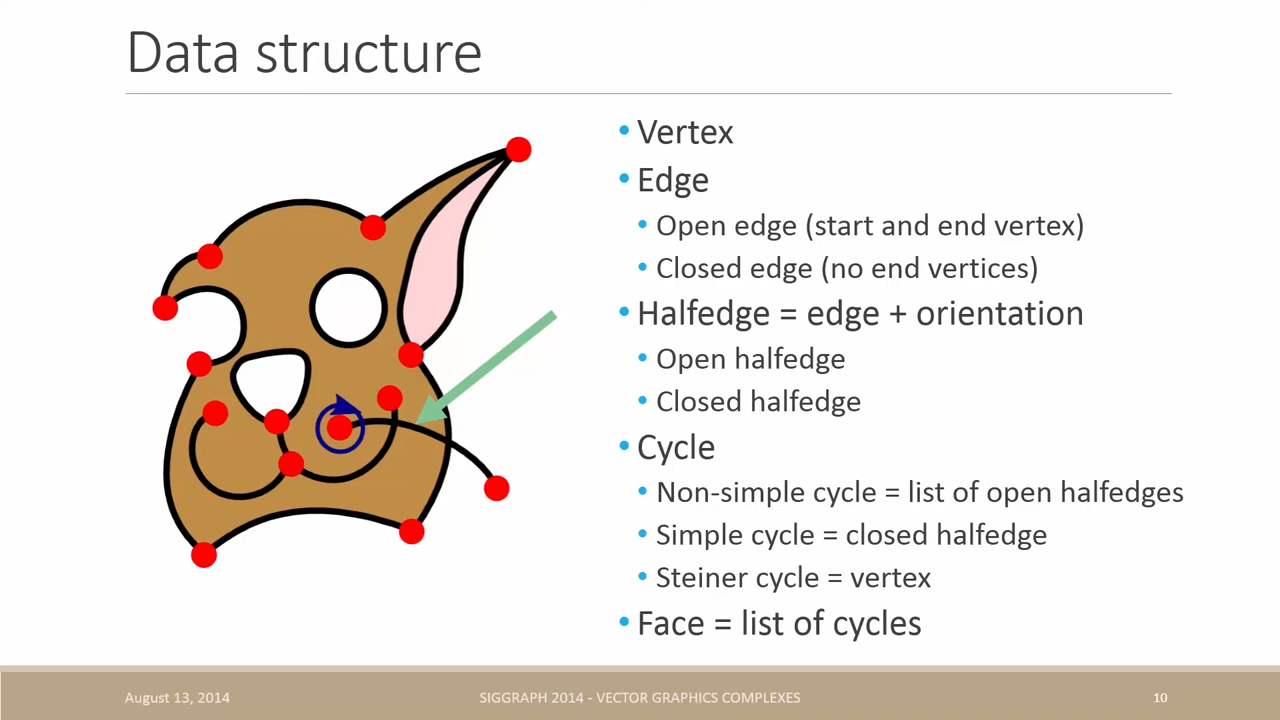 Data structure
• Vertex
• Edge
• Open edge (start and end vertex)
• Closed edge (no end vertices)
• Halfedge = edge + orientation
• Open halfedge
• Closed halfedge
• Cycle
• Non-simple cycle = list of open halfedges
• Simple cycle = closed halfedge
• Steiner cycle = vertex
• Face = list of cycles
August 13, 2014
SIGGRAPH 2014 - VECTOR GRAPHICS COMPLEXES
10